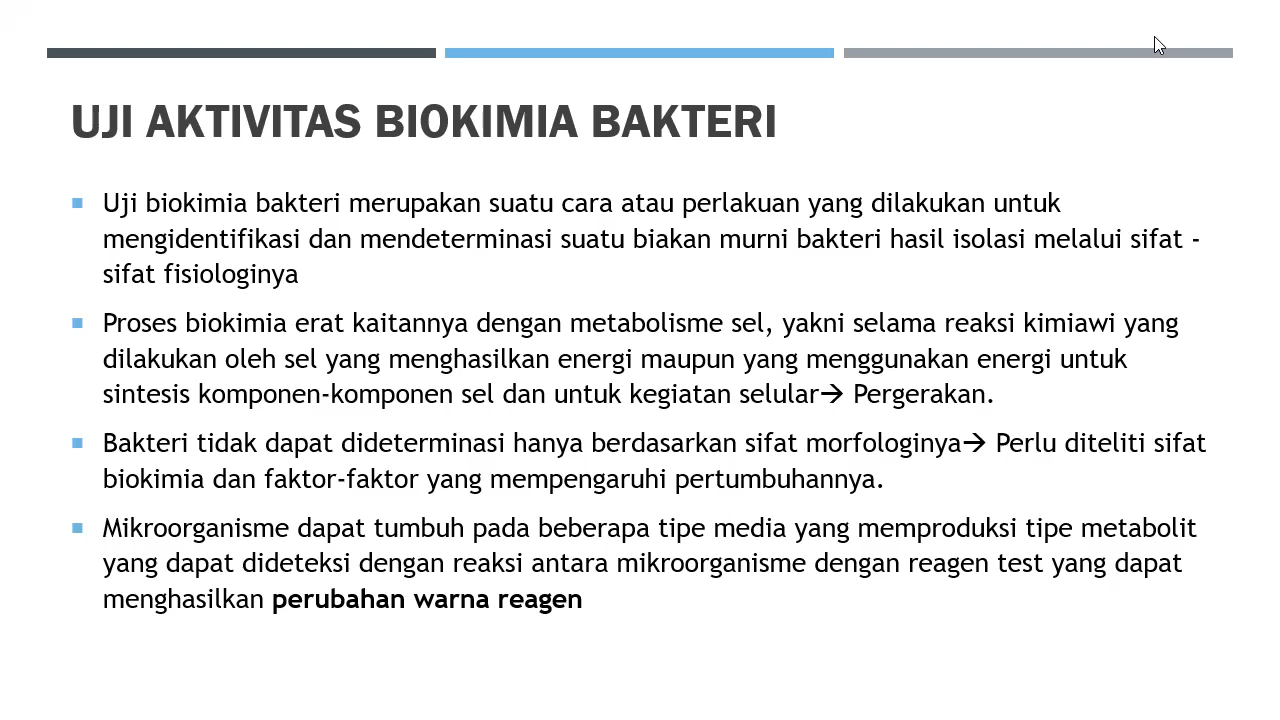 UJI AKTIVITAS BIOKIMIA BAKTERI
Uji biokimia bakteri merupakan suatu cara atau perlakuan yang dilakukan untuk
mengidentifikasi dan mendeterminasi suatu biakan murni bakteri hasil isolasi melalui sifat -
sifat fisiologinya
Proses biokimia erat kaitannya dengan metabolisme sel, yakni selama reaksi kimiawi yang
dilakukan oleh sel yang menghasilkan energi maupun yang menggunakan energi untuk
sintesis komponen-komponen sel dan untuk kegiatan selular→ Pergerakan.
Bakteri tidak dapat dideterminasi hanya berdasarkan sifat morfologinya→ Perlu diteliti sifat
biokimia dan faktor-faktor yang mempengaruhi pertumbuhannya.
Mikroorganisme dapat tumbuh pada beberapa tipe media yang memproduksi tipe metabolit
yang dapat dideteksi dengan reaksi antara mikroorganisme dengan reagen test yang dapat
menghasilkan perubahan warna reagen